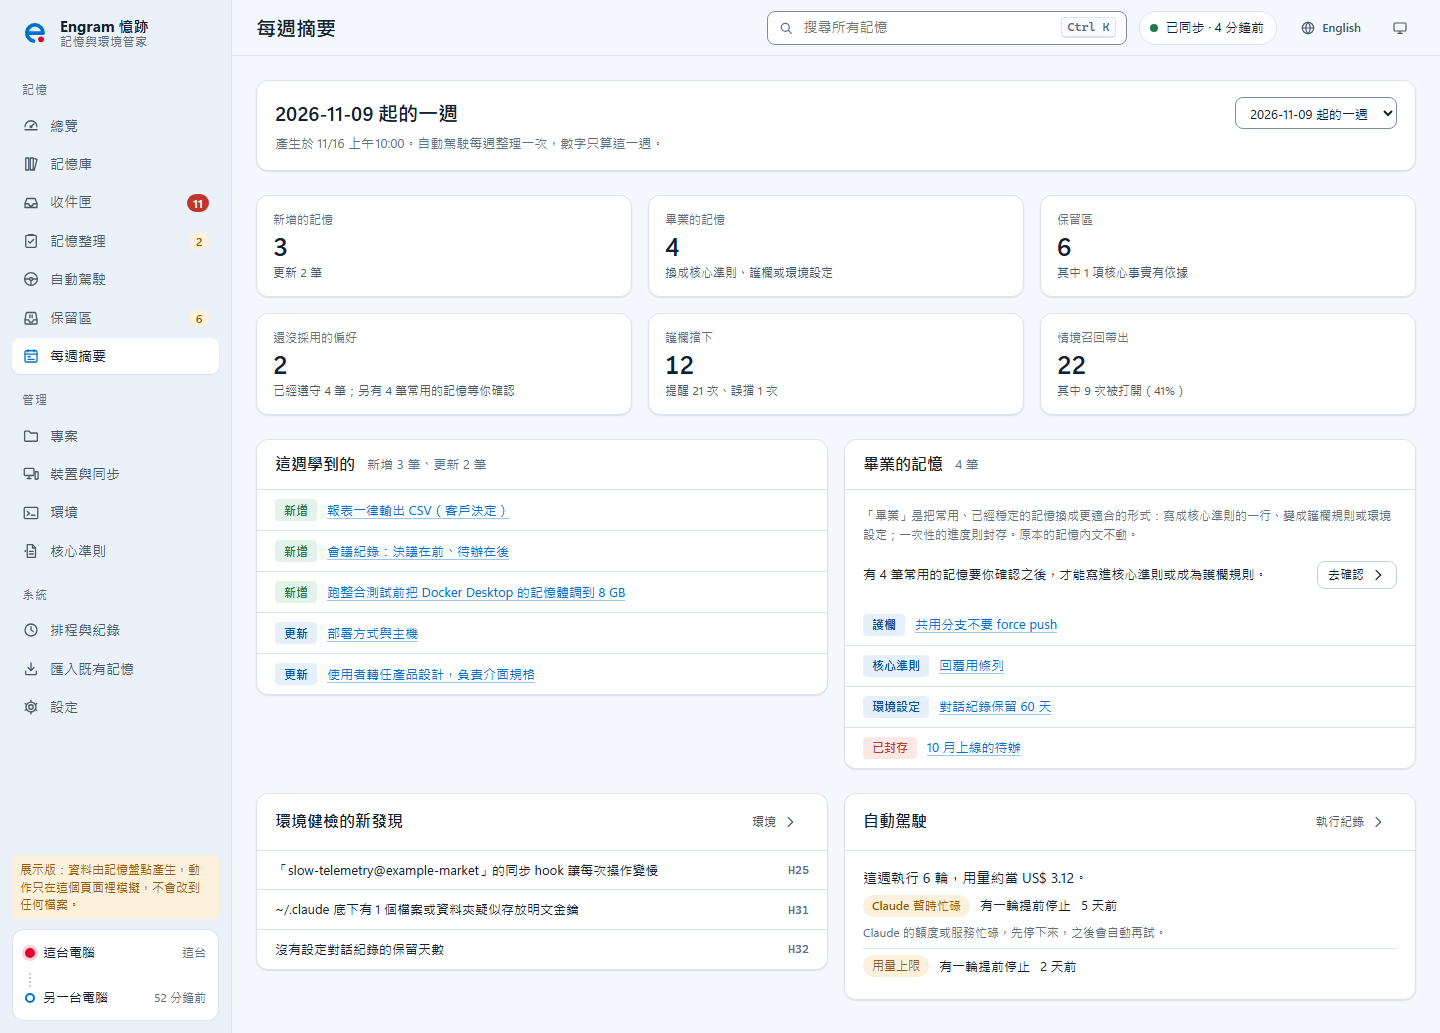 Engram 憶跡
記憶與環境管家
記憶
總覽
記憶庫
收件匣 11
記憶整理 2
自動駕駛
保留區 6
每週摘要
管理
專案
裝置與同步
環境
核心準則
系統
排程與紀錄
匯入既有記憶
設定
展示版：資料由記憶盤點產生，動
作只在這個頁面裡模擬，不會改到
任何檔案。
這台電腦 這台
另一台電腦 52 分鐘前
每週摘要
搜尋所有記憶 Ctrl K
已同步 · 4 分鐘前
English
2026-11-09 起的一週
產生於 11/16 上午10:00。自動駕駛每週整理一次，數字只算這一週。
2026-11-09 起的一週
新增的記憶
3
更新 2 筆
畢業的記憶
4
換成核心準則、護欄或環境設定
保留區
6
其中 1 項核心事實有依據
還沒採用的偏好
2
已經遵守 4 筆；另有 4 筆常用的記憶等你確認
護欄擋下
12
提醒 21 次、誤擋 1 次
情境召回帶出
22
其中 9 次被打開（41%）
這週學到的 新增 3 筆、更新 2 筆
新增 報表一律輸出 CSV（客戶決定）
新增 會議紀錄：決議在前、待辦在後
新增 跑整合測試前把 Docker Desktop 的記憶體調到 8 GB
更新 部署方式與主機
更新 使用者轉任產品設計，負責介面規格
畢業的記憶 4 筆
「畢業」是把常用、已經穩定的記憶換成更適合的形式：寫成核心準則的一行、變成護欄規則或環境
設定；一次性的進度則封存。原本的記憶內文不動。
有 4 筆常用的記憶要你確認之後，才能寫進核心準則或成為護欄規則。 去確認
護欄 共用分支不要 force push
核心準則 回覆用條列
環境設定 對話紀錄保留 60 天
已封存 10 月上線的待辦
環境健檢的新發現 環境
「slow-telemetry@example-market」的同步 hook 讓每次操作變慢 H25
~/.claude 底下有 1 個檔案或資料夾疑似存放明文金鑰 H31
沒有設定對話紀錄的保留天數 H32
自動駕駛 執行紀錄
這週執行 6 輪，用量約當 US$ 3.12。
Claude 暫時忙碌 有一輪提前停止 5 天前
Claude 的額度或服務忙碌，先停下來，之後會自動再試。
用量上限 有一輪提前停止 2 天前